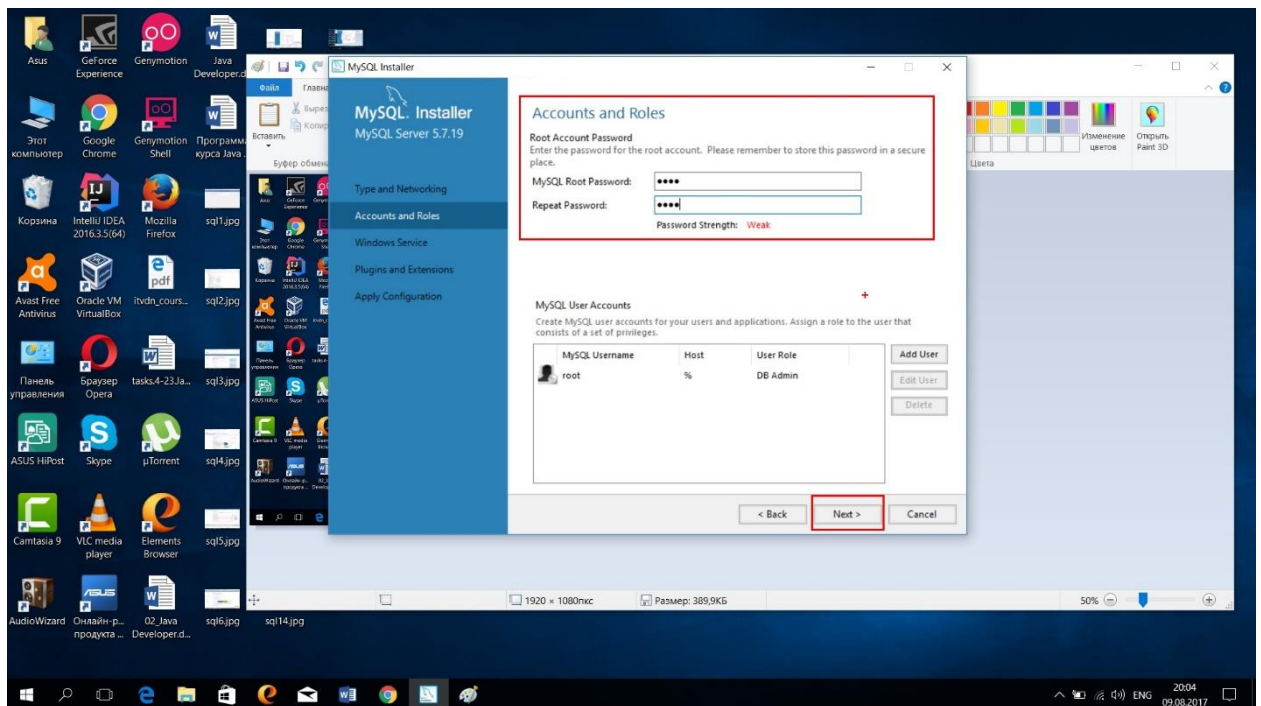 Asus
GeForce Experience
Genymotion
Java Developer.d
Этот компьютер
Google Chrome
Genymotion Shell
Программ
курса Java .
Корзина
IntelliJ IDEA 2016.3.5(64)
Mozilla Firefox
sql1.jpg
Avast Free Antivirus
Oracle VM VirtualBox
pdf
itvdn_cours...
sql2.jpg
Панель управления
Браузер Opera
tasks.4-23.Ja...
sql3.jpg
ASUS HiPost
Skype
µTorrent
sql4.jpg
Camtasia 9
VLC media player
Elements Browser
sql5.jpg
AudioWizard
Онлайн-р... продукта ...
02_Java Developer.d...
sql6.jpg
sql14.jpg
Файл
Главна
Вставить
Вырез
Копир
Буфер обмен
MySQL Installer
MySQL. Installer
MySQL Server 5.7.19
Type and Networking
Accounts and Roles
Windows Service
Plugins and Extensions
Apply Configuration
Accounts and Roles
Root Account Password
Enter the password for the root account. Please remember to store this password in a secure
place.
MySQL Root Password: ••••
Repeat Password: ••••
Password Strength: Weak
MySQL User Accounts
Create MySQL user accounts for your users and applications. Assign a role to the user that
consists of a set of privileges.
MySQL Username Host User Role
root % DB Admin
Add User
Edit User
Delete
< Back Next > Cancel
Изменение цветов
Открыть Paint 3D
Цвета
1920 × 1080пкс
Размер: 389,9КБ
50%
ENG
20:04
09.08.2017